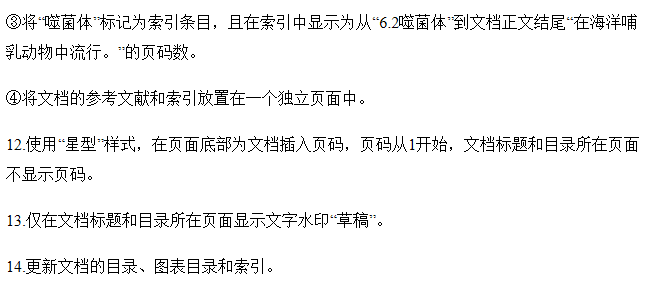 ③将“噬菌体”标记为索引条目，且在索引中显示为从“6.2噬菌体”到文档正文结尾“在海洋哺
乳动物中流行。”的页码数。
④将文档的参考文献和索引放置在一个独立页面中。
12.使用“星型”样式，在页面底部为文档插入页码，页码从1开始，文档标题和目录所在页面
不显示页码。
13.仅在文档标题和目录所在页面显示文字水印“草稿”。
14.更新文档的目录、图表目录和索引。